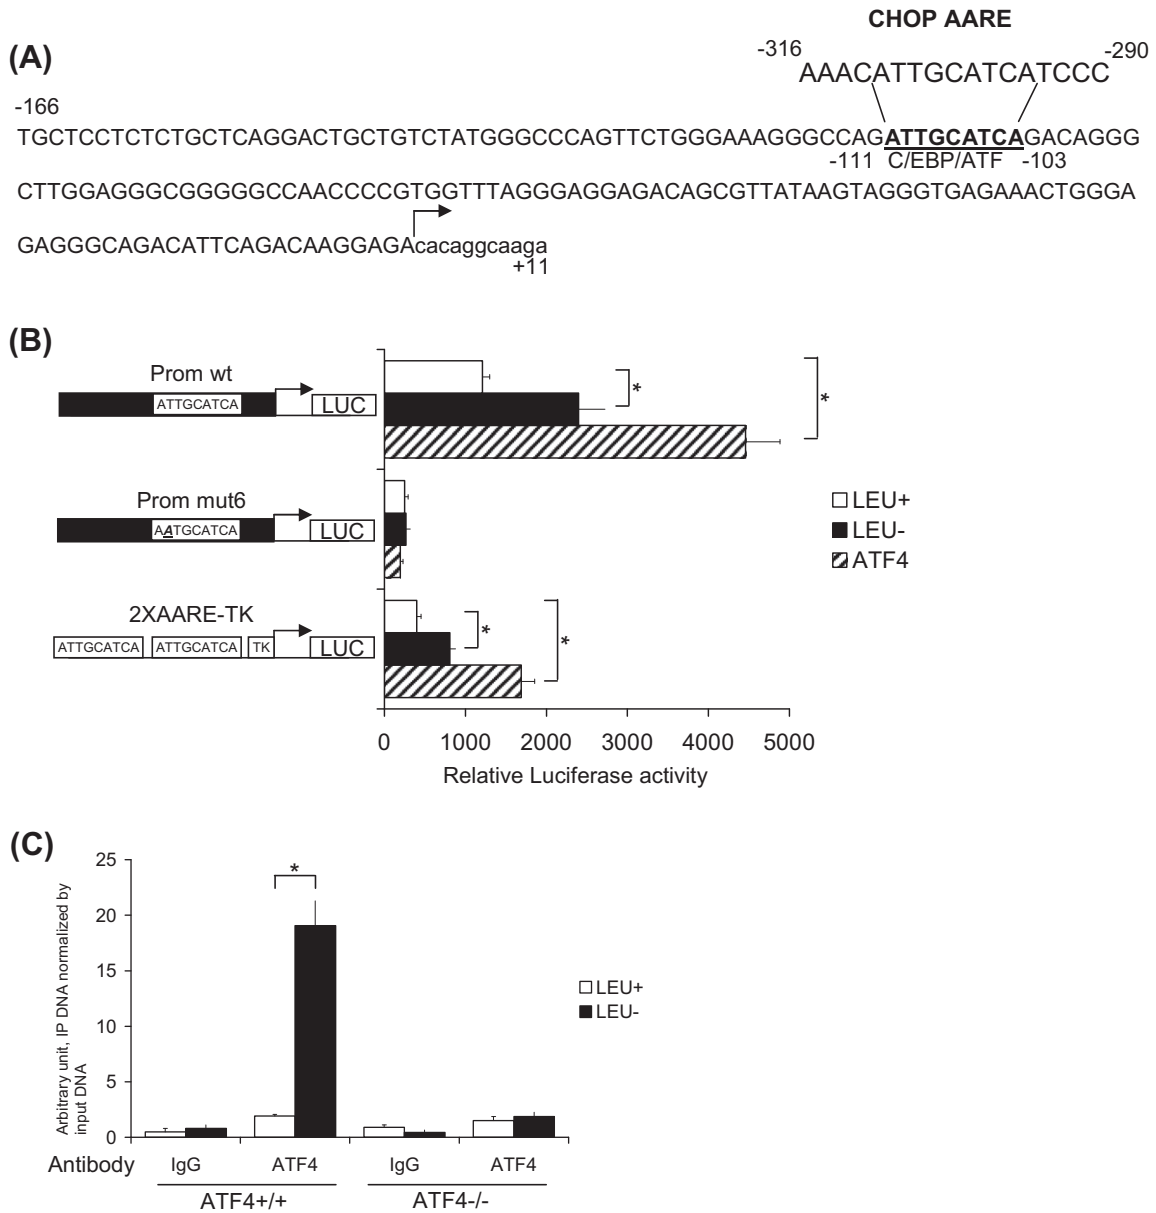 CHOP AARE
(A)
-316
-290
AAACATTGCATCATCCC
-166
TGCTCCTCTCTGCTCAGGACTGCTGTCTATGGGCCCAGTTCTGGGAAAGGGCCAGATTGCATCAGACAGGG
-111 C/EBP/ATF -103
CTTGGAGGGCGGGGGCCAACCCCGTGGTTTAGGGAGGAGACAGCGTTATAAGTAGGGTGAGAAACTGGGA
GAGGGCAGACATTCAGACAAGGAGAcacaggcaaga
+11
(B)
Prom wt
ATTGCATCA
LUC
*
*
Prom mut6
AATGCATCA
LUC
LEU+
LEU-
ATF4
2XAARE-TK
ATTGCATCA ATTGCATCA TK LUC
*
*
0 1000 2000 3000 4000 5000
Relative Luciferase activity
(C)
Arbitrary unit, IP DNA normalized by
input DNA
25
20
15
10
5
0
*
LEU+
LEU-
Antibody IgG ATF4 IgG ATF4
ATF4+/+ ATF4-/-